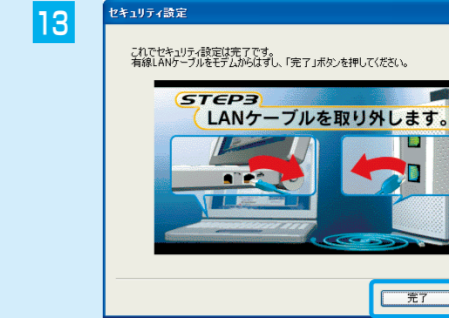 13
セキュリティ設定
これでセキュリティ設定は完了です。
有線LANケーブルをモデムからはずし、「完了」ボタンを押してください。
STEP3
LANケーブルを取り外します。
完了